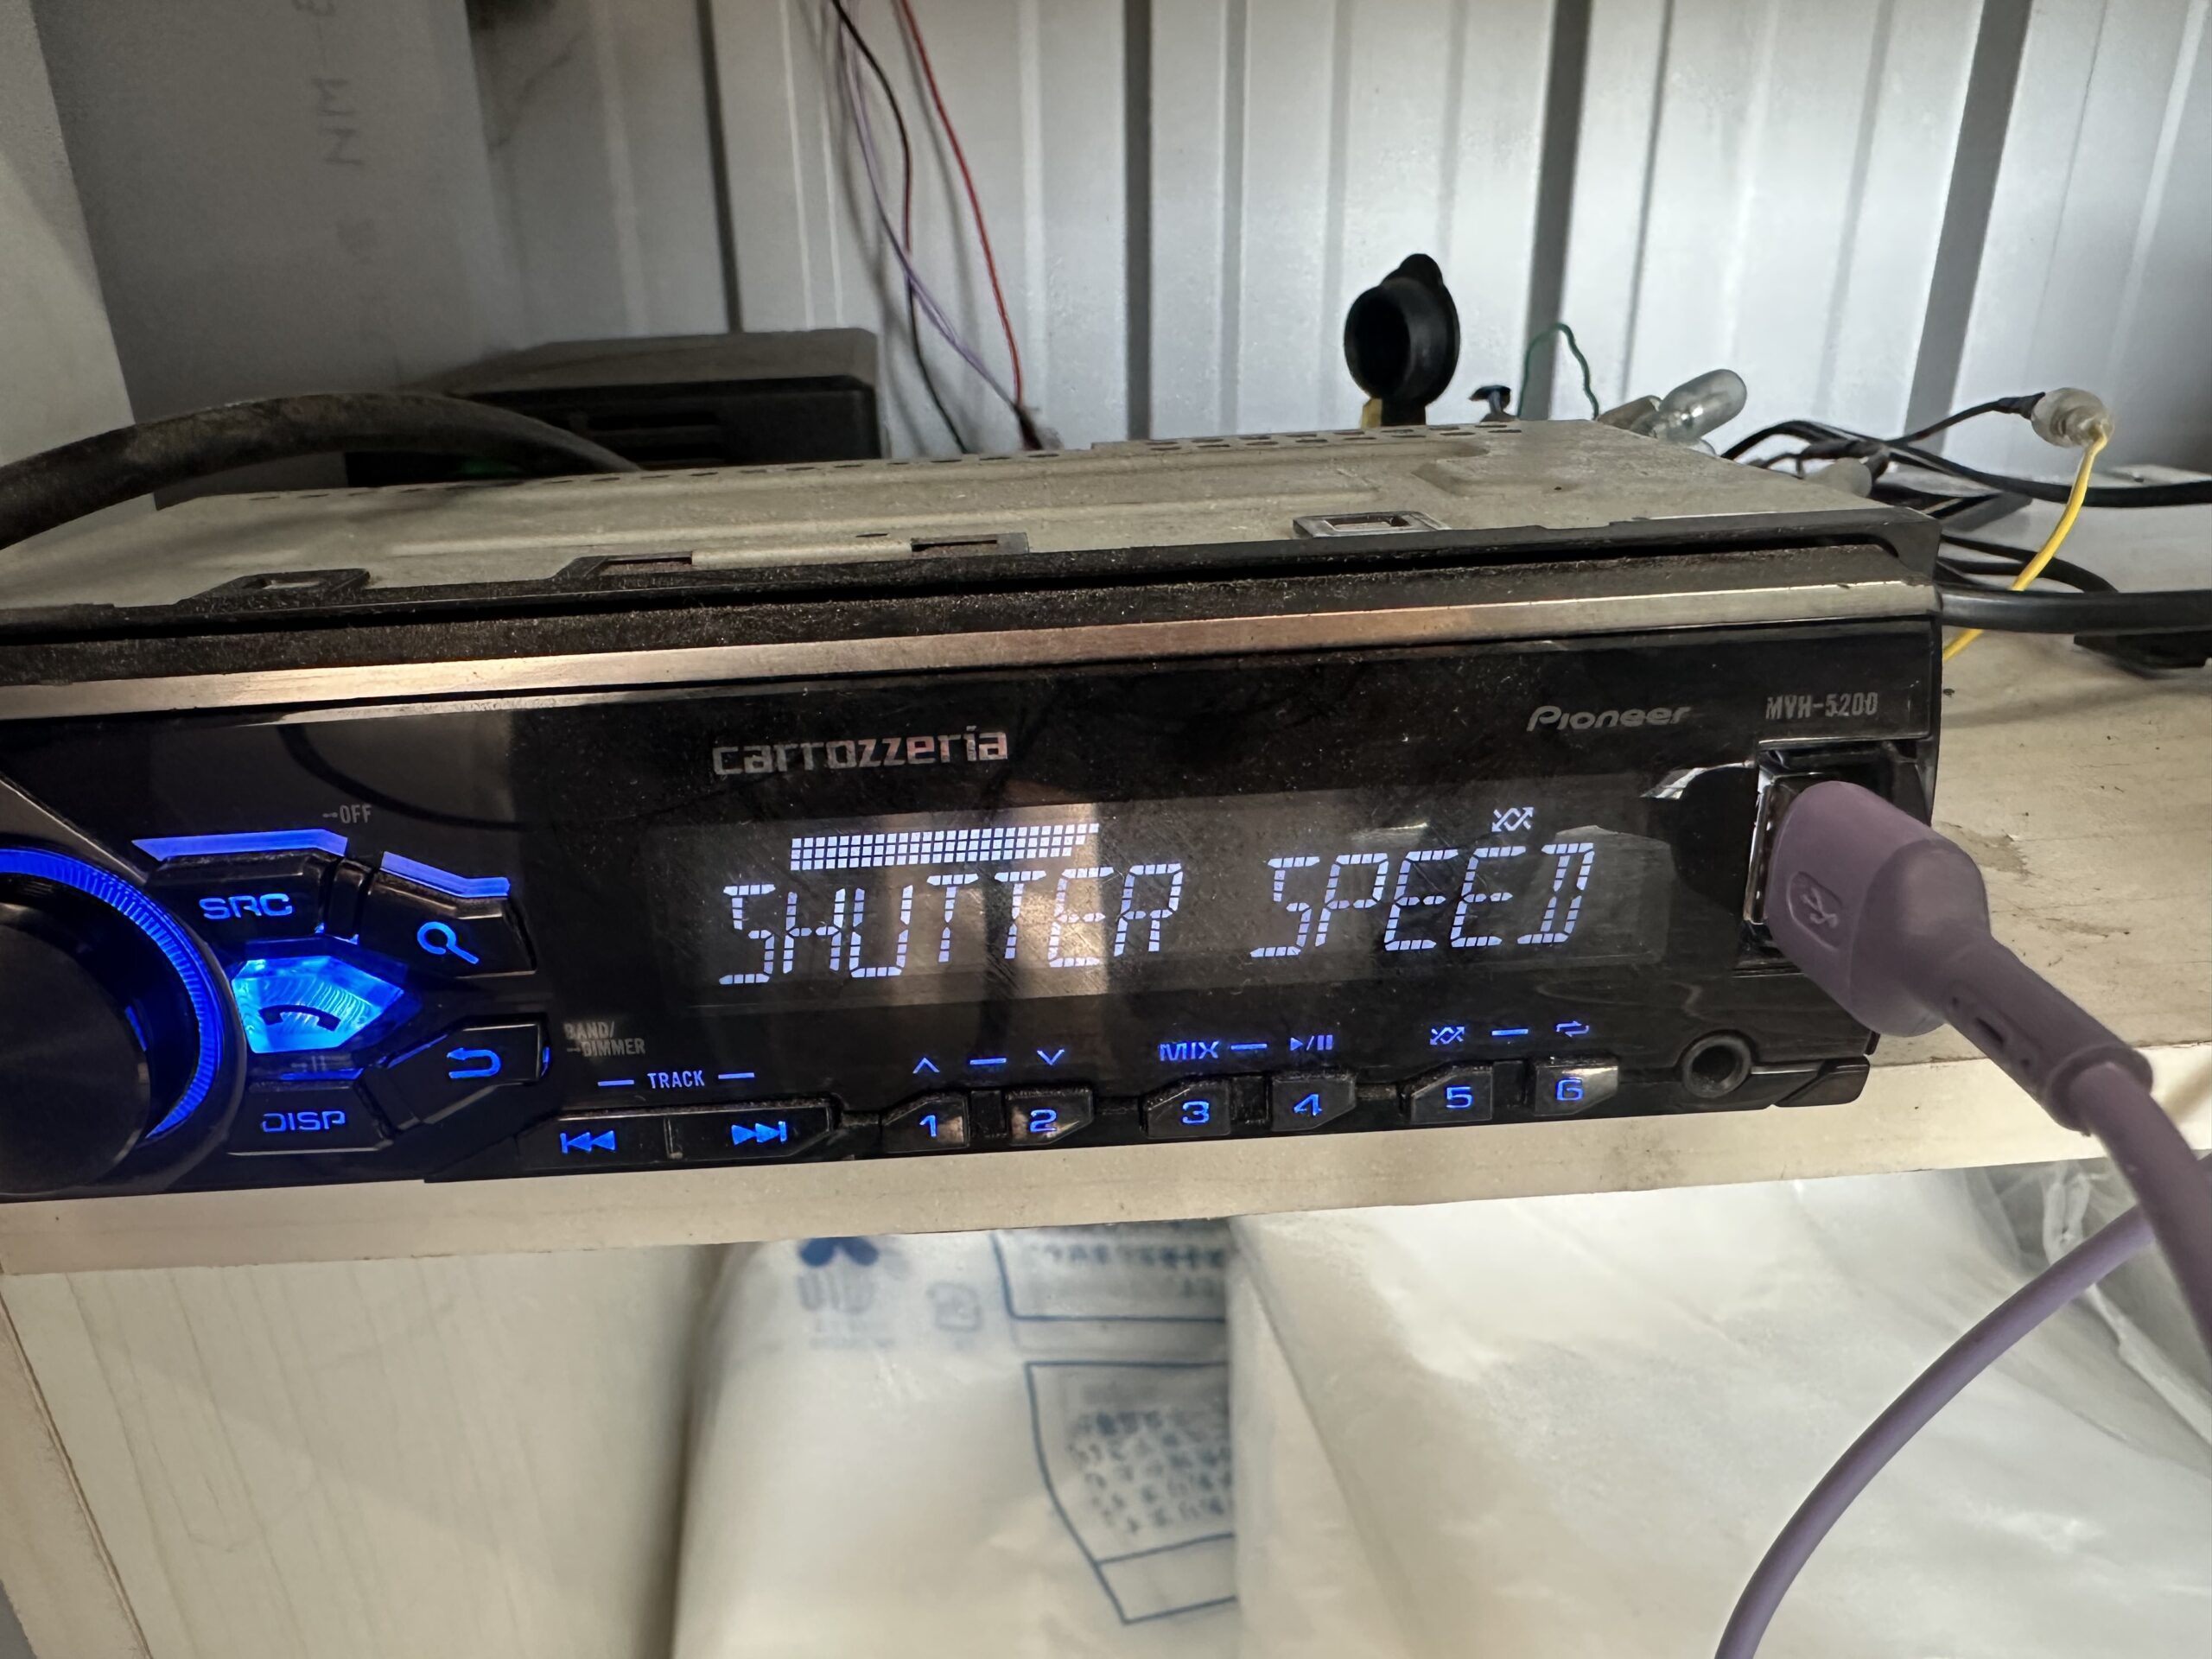 NM-E
carrozzeria
Pioneer
MVH-5200
OFF
SRC
SHUTTER SPEED
BAND/
DIMMER
TRACK
MIX
DISP
1 2 3 4 5 6